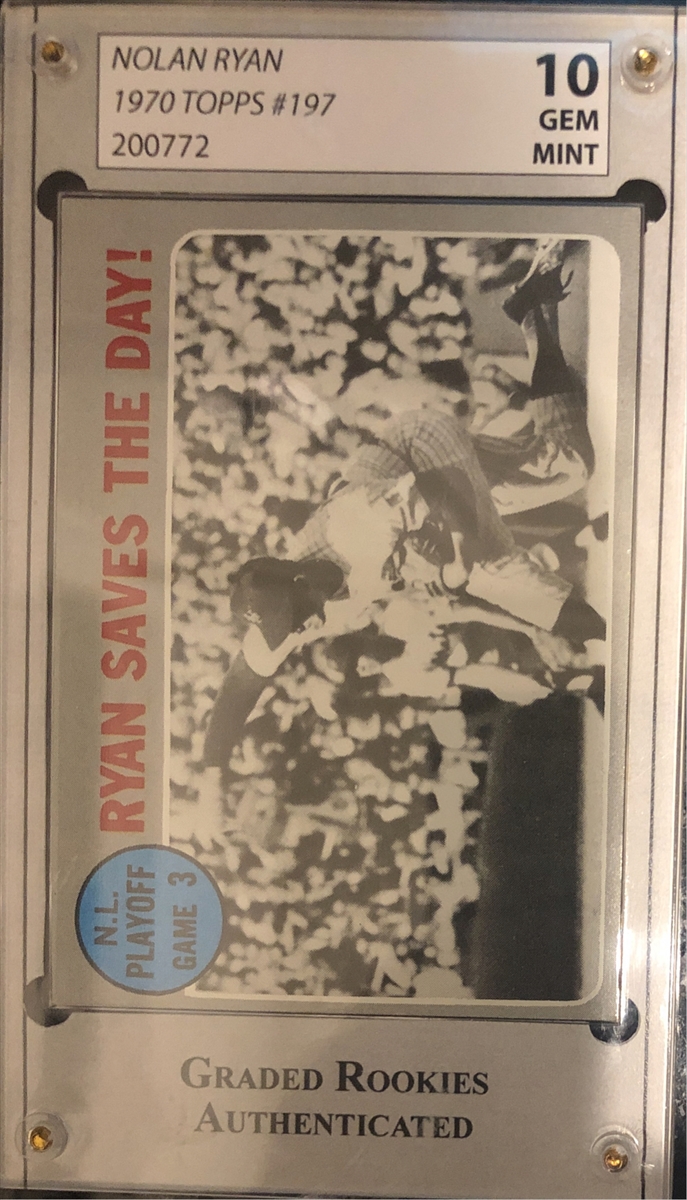 NOLAN RYAN
1970 TOPPS #197
200772
10
GEM
MINT
RYAN SAVES THE DAY!
N.L.
PLAYOFF
GAME 3
GRADED ROOKIES
AUTHENTICATED